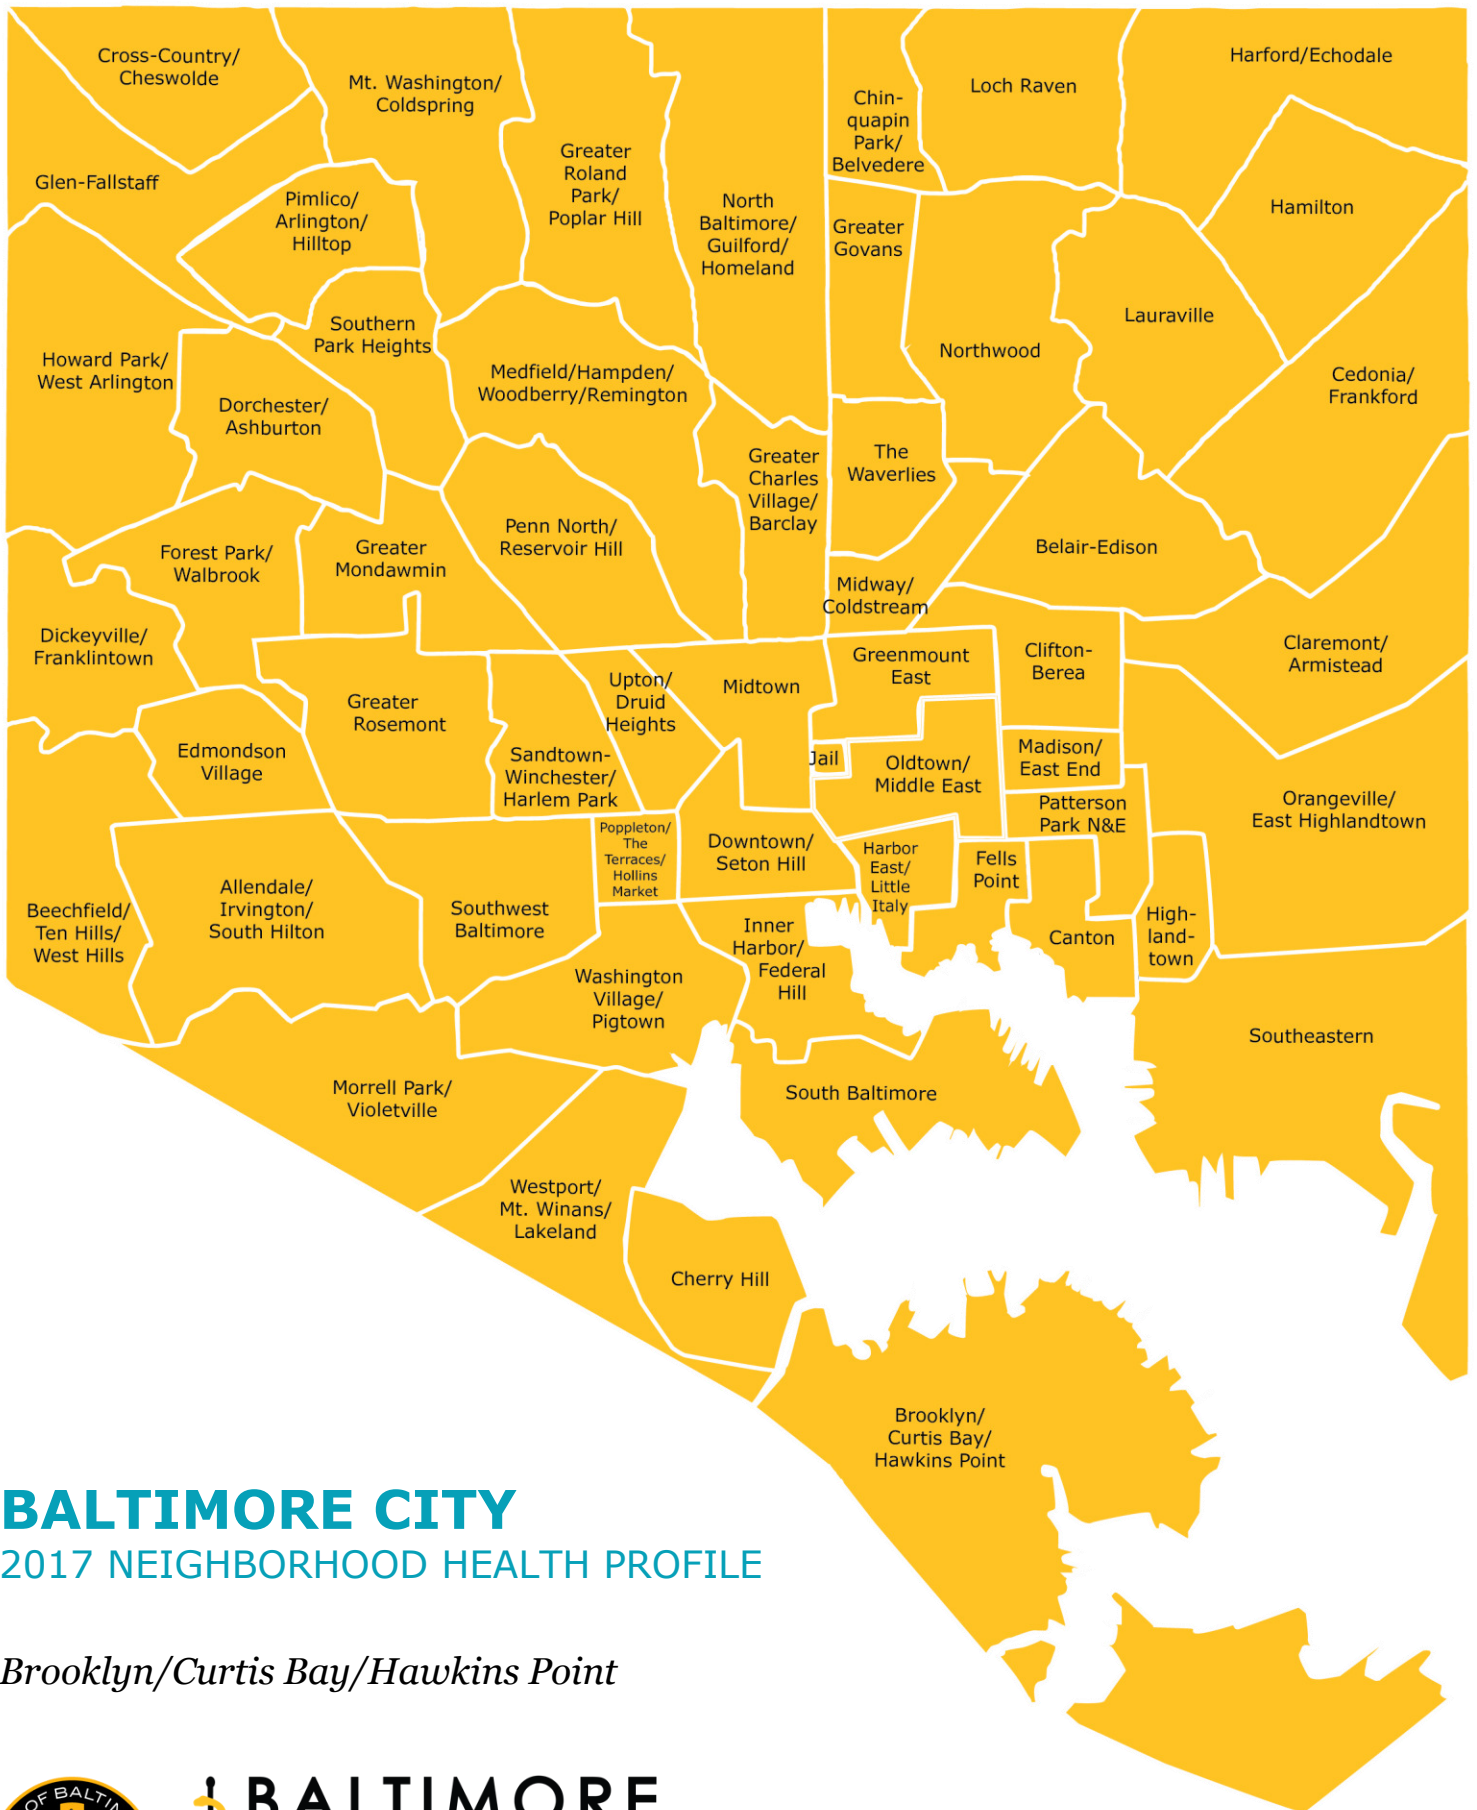 Cross-Country/
Cheswolde
Mt. Washington/
Coldspring
Greater
Roland
Park/
Poplar Hill
North
Baltimore/
Guilford/
Homeland
Chin-
quapin
Park/
Belvedere
Loch Raven
Harford/Echodale
Glen-Fallstaff
Pimlico/
Arlington/
Hilltop
Greater
Govans
Hamilton
Southern
Park Heights
Lauraville
Howard Park/
West Arlington
Medfield/Hampden/
Woodberry/Remington
Northwood
Cedonia/
Frankford
Dorchester/
Ashburton
Greater
Charles
Village/
Barclay
The
Waverlies
Penn North/
Reservoir Hill
Forest Park/
Walbrook
Greater
Mondawmin
Belair-Edison
Midway/
Coldstream
Dickeyville/
Franklintown
Greenmount
East
Clifton-
Berea
Claremont/
Armistead
Upton/
Druid
Heights
Midtown
Greater
Rosemont
Edmondson
Village
Sandtown-
Winchester/
Harlem Park
Jail
Oldtown/
Middle East
Madison/
East End
Patterson
Park N&E
Orangeville/
East Highlandtown
Poppleton/
The
Terraces/
Hollins
Market
Downtown/
Seton Hill
Harbor
East/
Little
Italy
Fells
Point
Allendale/
Irvington/
South Hilton
Southwest
Baltimore
Beechfield/
Ten Hills/
West Hills
Inner
Harbor/
Federal
Hill
Canton
High-
land-
town
Washington
Village/
Pigtown
Southeastern
Morrell Park/
Violetville
South Baltimore
Westport/
Mt. Winans/
Lakeland
Cherry Hill
Brooklyn/
Curtis Bay/
Hawkins Point
BALTIMORE CITY
2017 NEIGHBORHOOD HEALTH PROFILE
Brooklyn/Curtis Bay/Hawkins Point
BALTIMORE